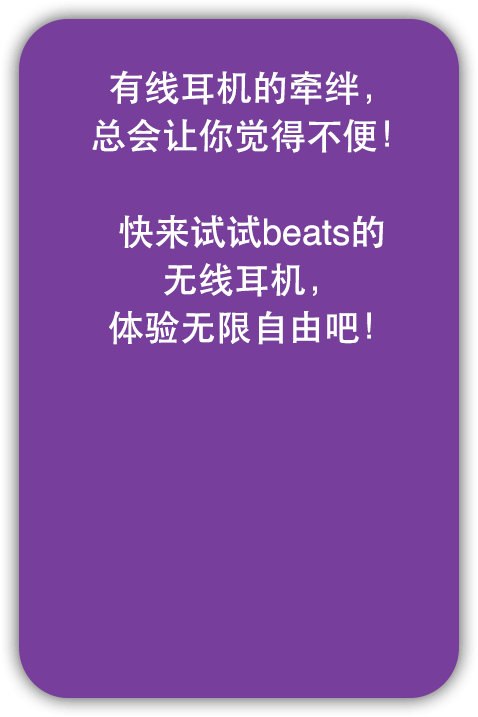 有线耳机的牵绊，
总会让你觉得不便！
快来试试beats的
无线耳机，
体验无限自由吧！